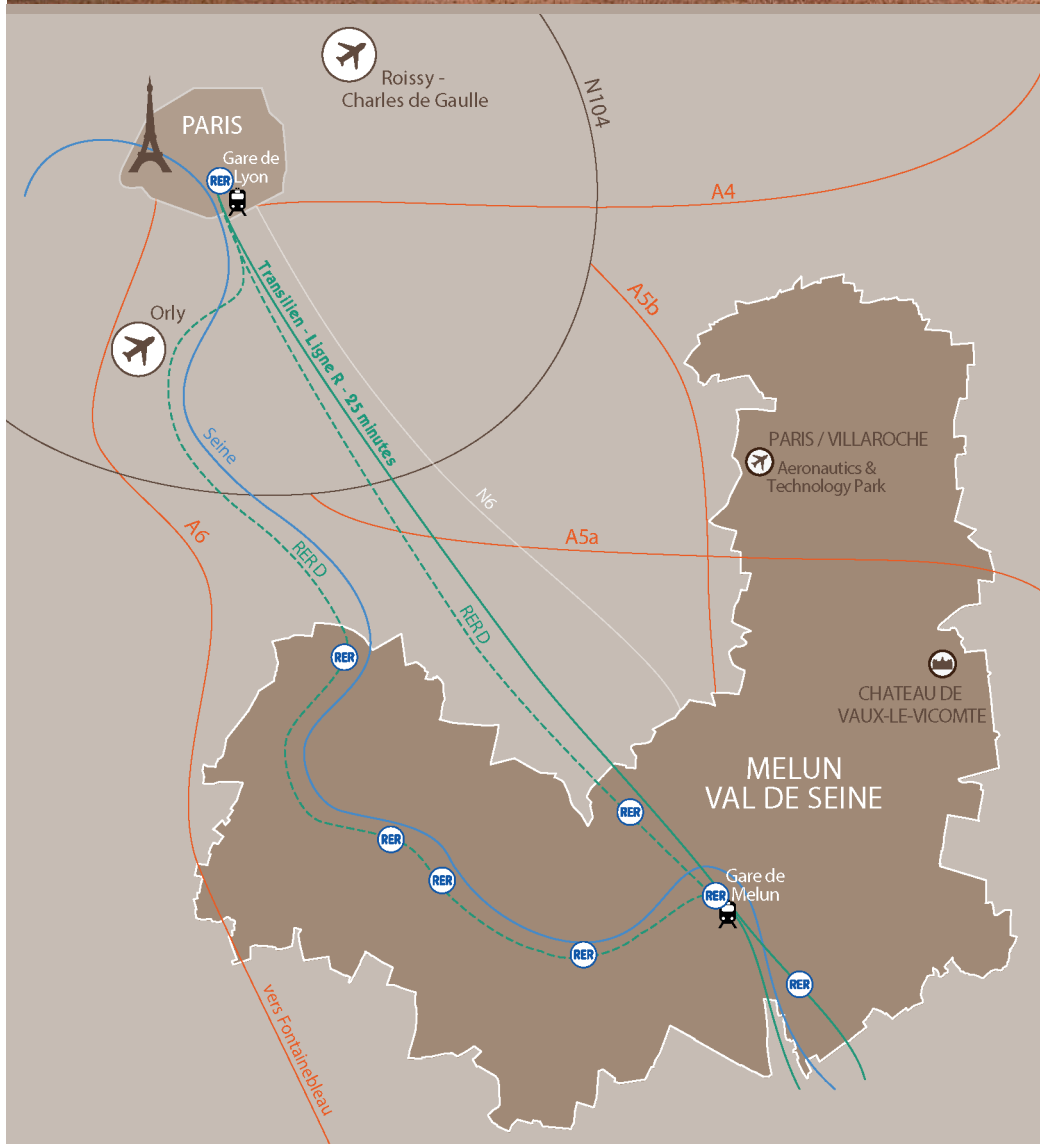 Roissy -
Charles de Gaulle
N104
PARIS
Gare de
Lyon
RER
A4
Transilien - Ligne R - 25 minutes
A5b
Orly
Seine
PARIS / VILLAROCHE
Aeronautics &
Technology Park
N6
A6
A5a
RER D
RER D
RER
CHATEAU DE
VAUX-LE-VICOMTE
MELUN
VAL DE SEINE
RER
RER
RER
Gare de
Melun
RER
RER
RER
vers Fontainebleau